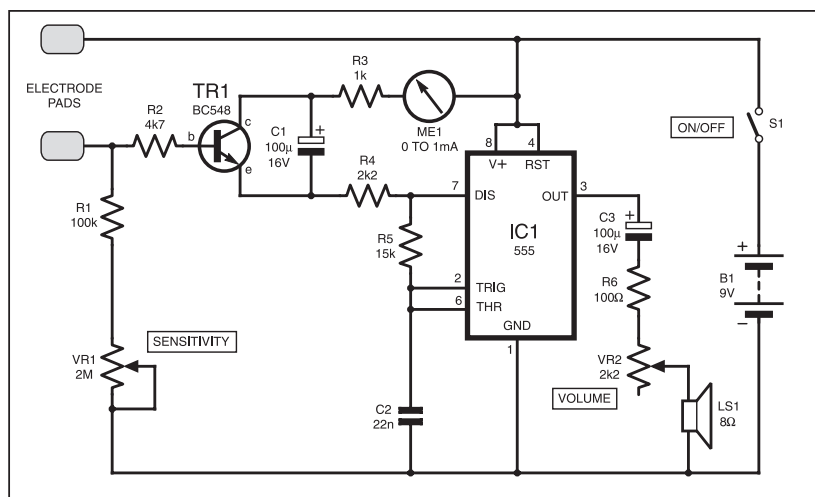 ELECTRODE
PADS
R2
4k7
TR1
BC548
b
c
e
C1
100µ
16V
+
R3
1k
ME1
0 TO 1mA
R4
2k2
R1
100k
R5
15k
8
V+
4
RST
7
DIS
OUT
3
IC1
555
2
TRIG
6
THR
GND
1
C3
100µ
16V
+
R6
100Ω
ON/OFF
S1
+
B1
9V
−
SENSITIVITY
VR1
2M
C2
22n
VR2
2k2
VOLUME
LS1
8Ω